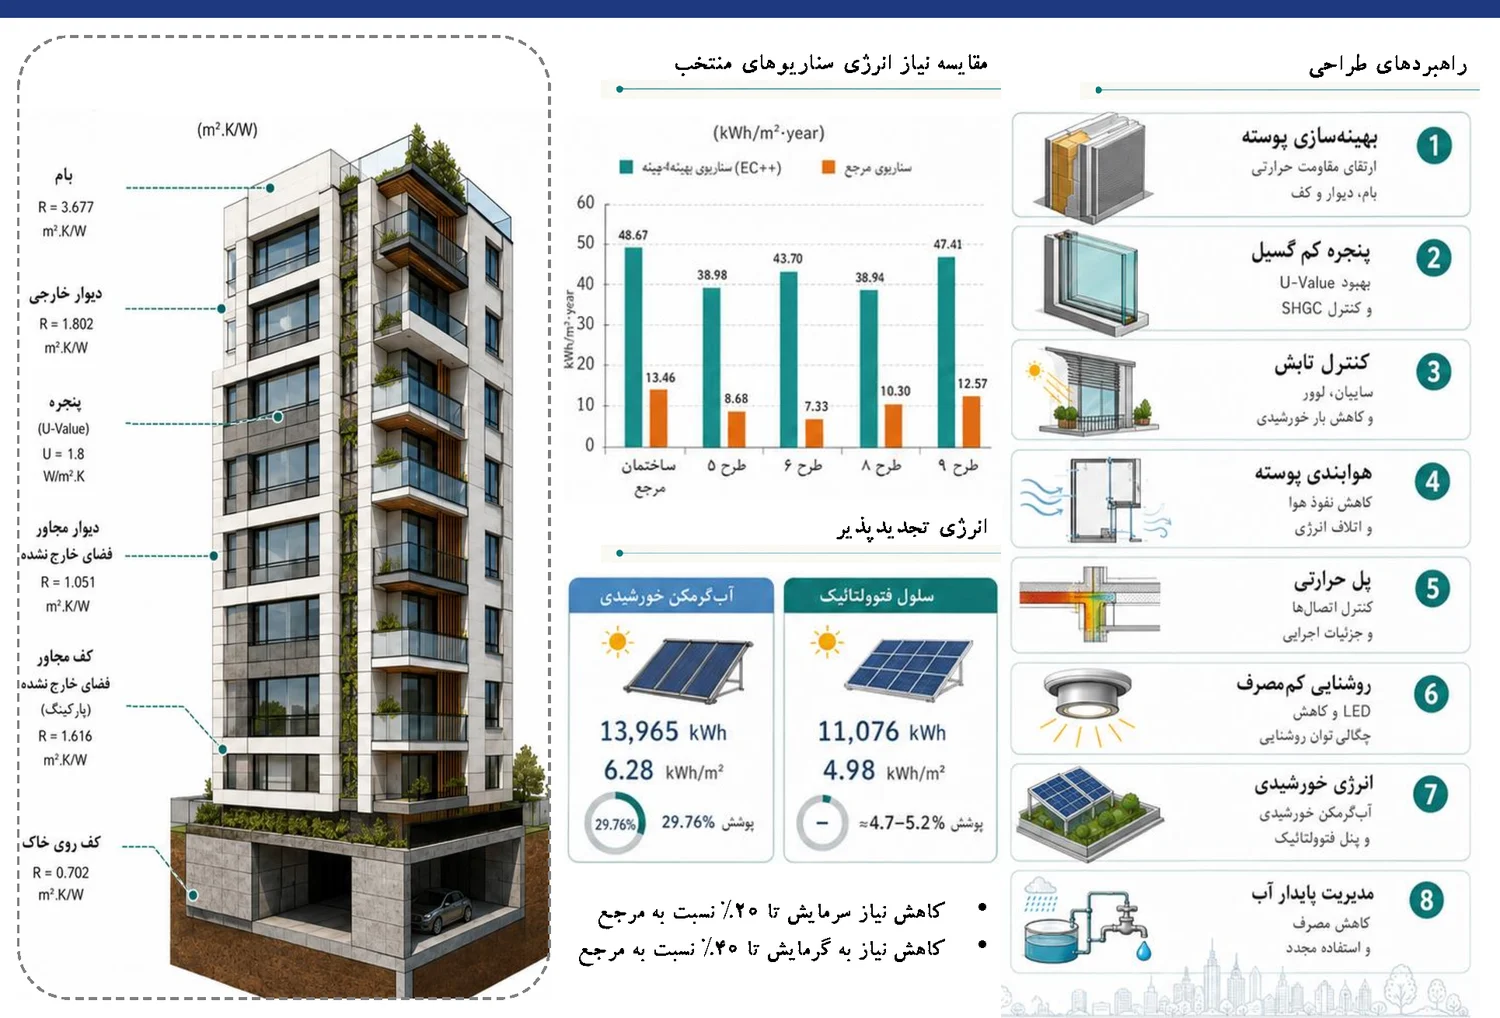 راهبردهای طراحی
1
بهینه‌سازی پوسته
ارتقای مقاومت حرارتی
بام، دیوار و کف
2
پنجره کم گسیل
بهبود U-Value
و کنترل SHGC
3
کنترل تابش
سایبان، لوور
و کاهش بار خورشیدی
4
هوابندی پوسته
کاهش نفوذ هوا
و اتلاف انرژی
5
پل حرارتی
کنترل اتصال‌ها
و جزئیات اجرایی
6
روشنایی کم‌مصرف
LED و کاهش
چگالی توان روشنایی
7
انرژی خورشیدی
آب‌گرمکن خورشیدی
و پنل فتوولتائیک
8
مدیریت پایدار آب
کاهش مصرف
و استفاده مجدد
مقایسه نیاز انرژی سناریوهای منتخب
(kWh/m²·year)
سناریوی مرجع
(EC++) سناریوی
kWh/m²·year
60
50
40
30
20
10
0
48.67
13.46
38.98
8.68
43.70
7.33
38.94
10.30
47.41
12.57
ساختمان
مرجع
طرح ۵
طرح ۶
طرح ۸
طرح ۹
انرژی تجدیدپذیر
سلول فتوولتائیک
11,076 kWh
4.98 kWh/m²
–
پوشش ≈4.7–5.2%
آب‌گرمکن خورشیدی
13,965 kWh
6.28 kWh/m²
29.76%
پوشش 29.76%
• کاهش نیاز سرمایش تا ۲۰٪ نسبت به مرجع
• کاهش نیاز به گرمایش تا ۴۰٪ نسبت به مرجع
(m².K/W)
بام
R = 3.677
m².K/W
دیوار خارجی
R = 1.802
m².K/W
پنجره
(U-Value)
U = 1.8
W/m².K
دیوار مجاور
فضای خارج نشده
R = 1.051
m².K/W
کف مجاور
فضای خارج نشده
(پارکینگ)
R = 1.616
m².K/W
کف روی خاک
R = 0.702
m².K/W